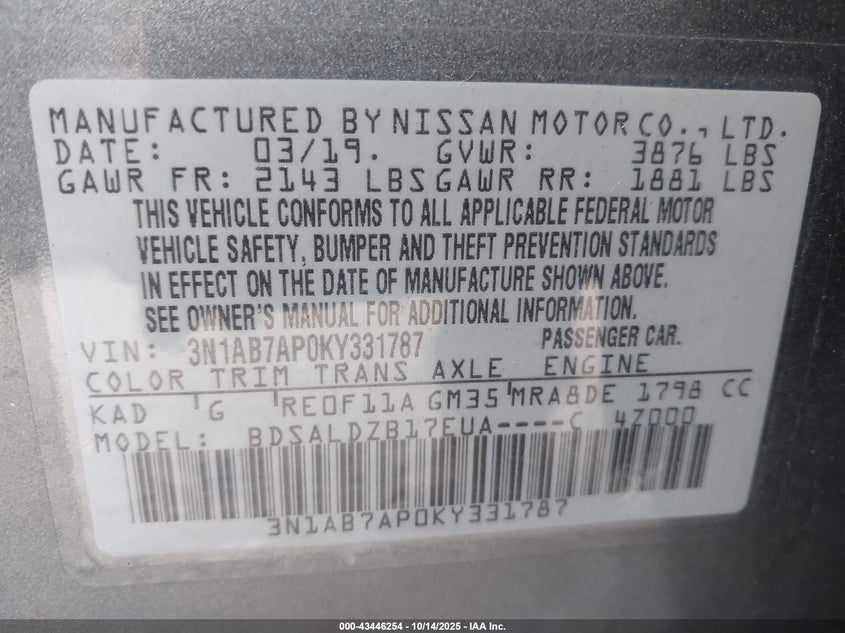 MANUFACTURED BY NISSAN MOTOR CO., LTD.
DATE: 03/19. GVWR: 3876 LBS
GAWR FR: 2143 LBS GAWR RR: 1881 LBS
THIS VEHICLE CONFORMS TO ALL APPLICABLE FEDERAL MOTOR
VEHICLE SAFETY, BUMPER AND THEFT PREVENTION STANDARDS
IN EFFECT ON THE DATE OF MANUFACTURE SHOWN ABOVE.
SEE OWNER'S MANUAL FOR ADDITIONAL INFORMATION.
VIN: 3N1AB7AP0KY331787 PASSENGER CAR.
COLOR TRIM TRANS AXLE ENGINE
KAD G RE0F11A GM35 MRA8DE 1798 CC
MODEL: BDSALDZB17EUA----C 4Z000
3N1AB7AP0KY331787
000-43446254 | 10/14/2025 - IAA Inc.